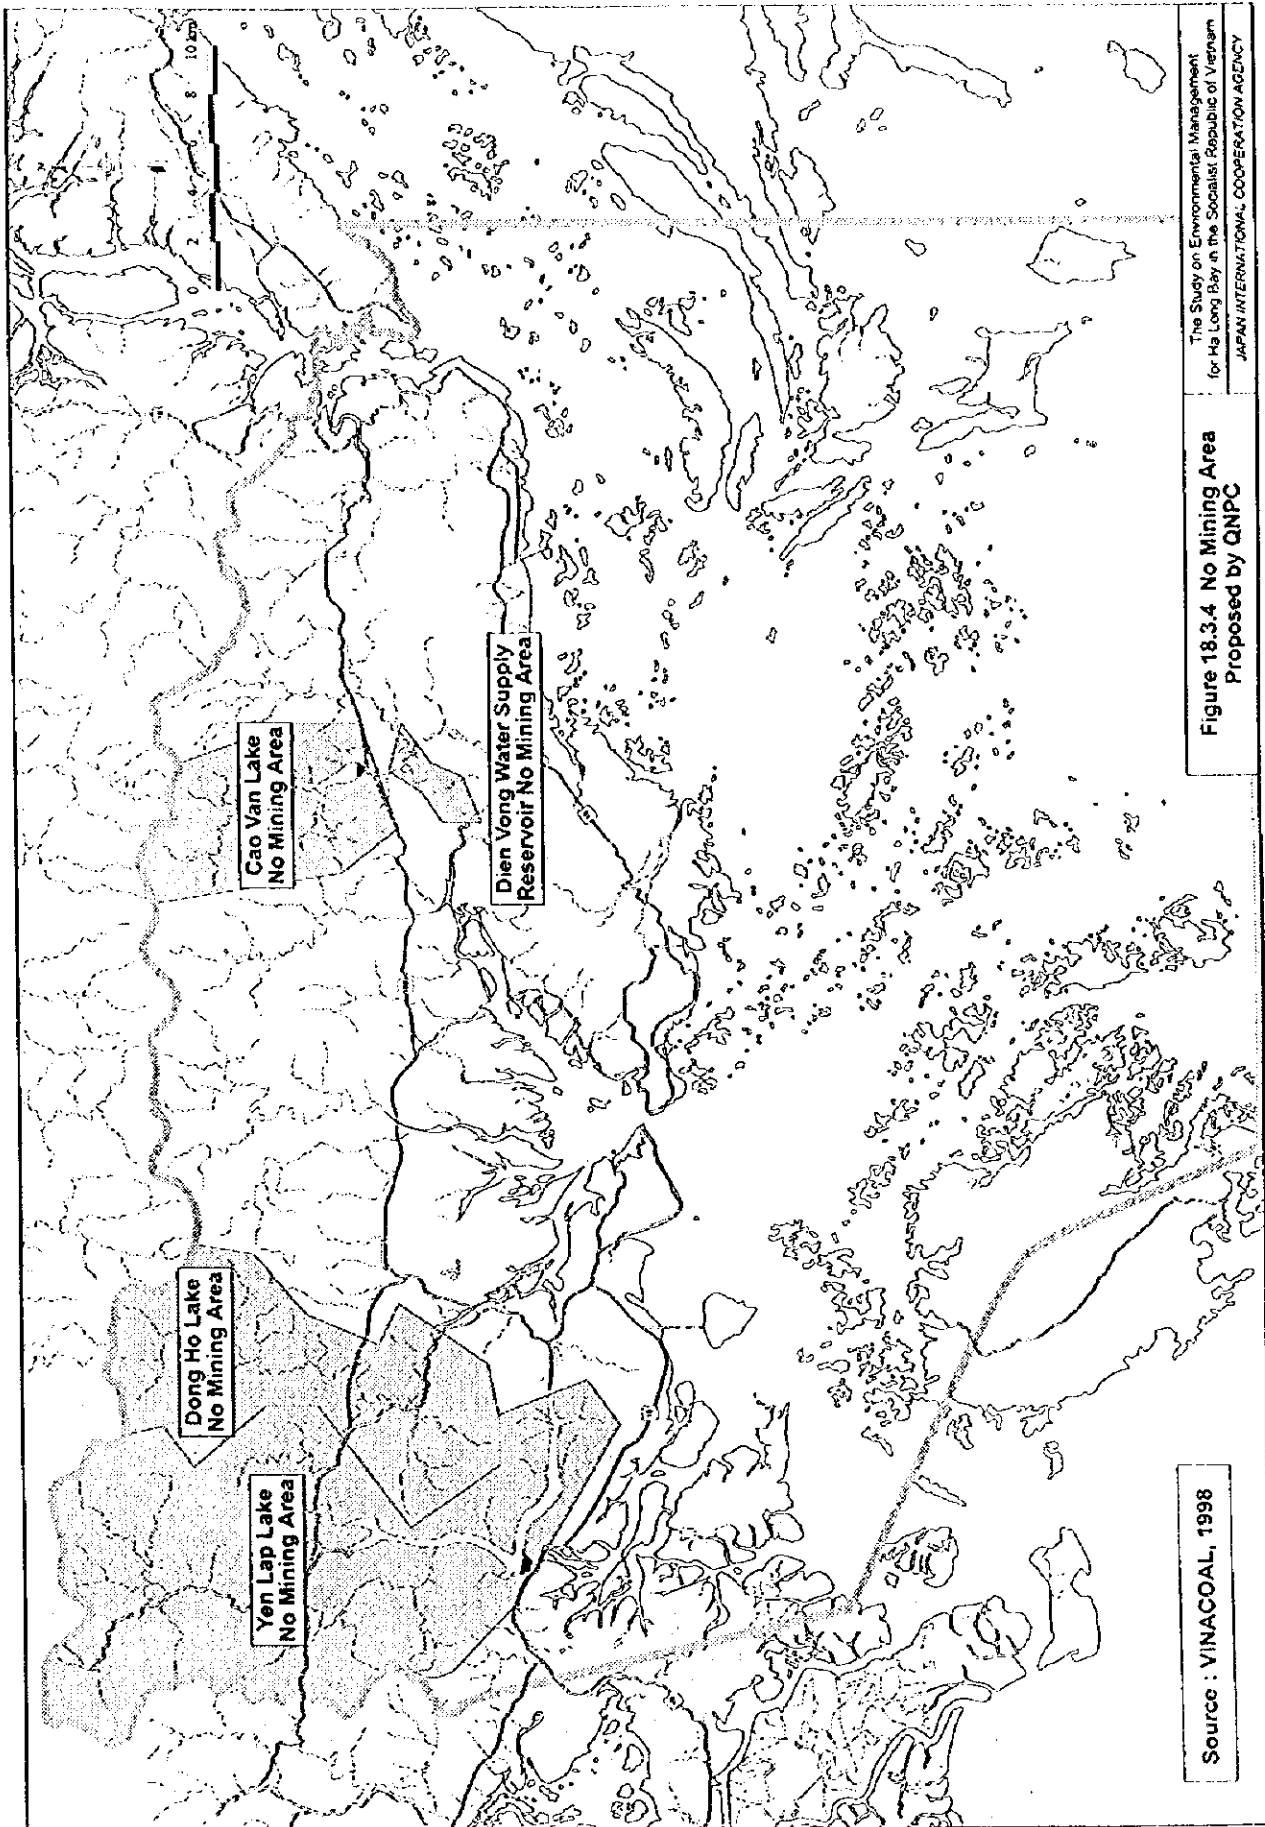 2
4
8
10 km
Cao Van Lake
No Mining Area
Dien Vong Water Supply
Reservoir No Mining Area
Dong Ho Lake
No Mining Area
Yen Lap Lake
No Mining Area
Source : VINACOAL, 1998
Figure 18.3.4 No Mining Area
Proposed by QNPC
The Study on Environmental Management
for Ha Long Bay in the Socialist Republic of Vietnam
JAPAN INTERNATIONAL COOPERATION AGENCY